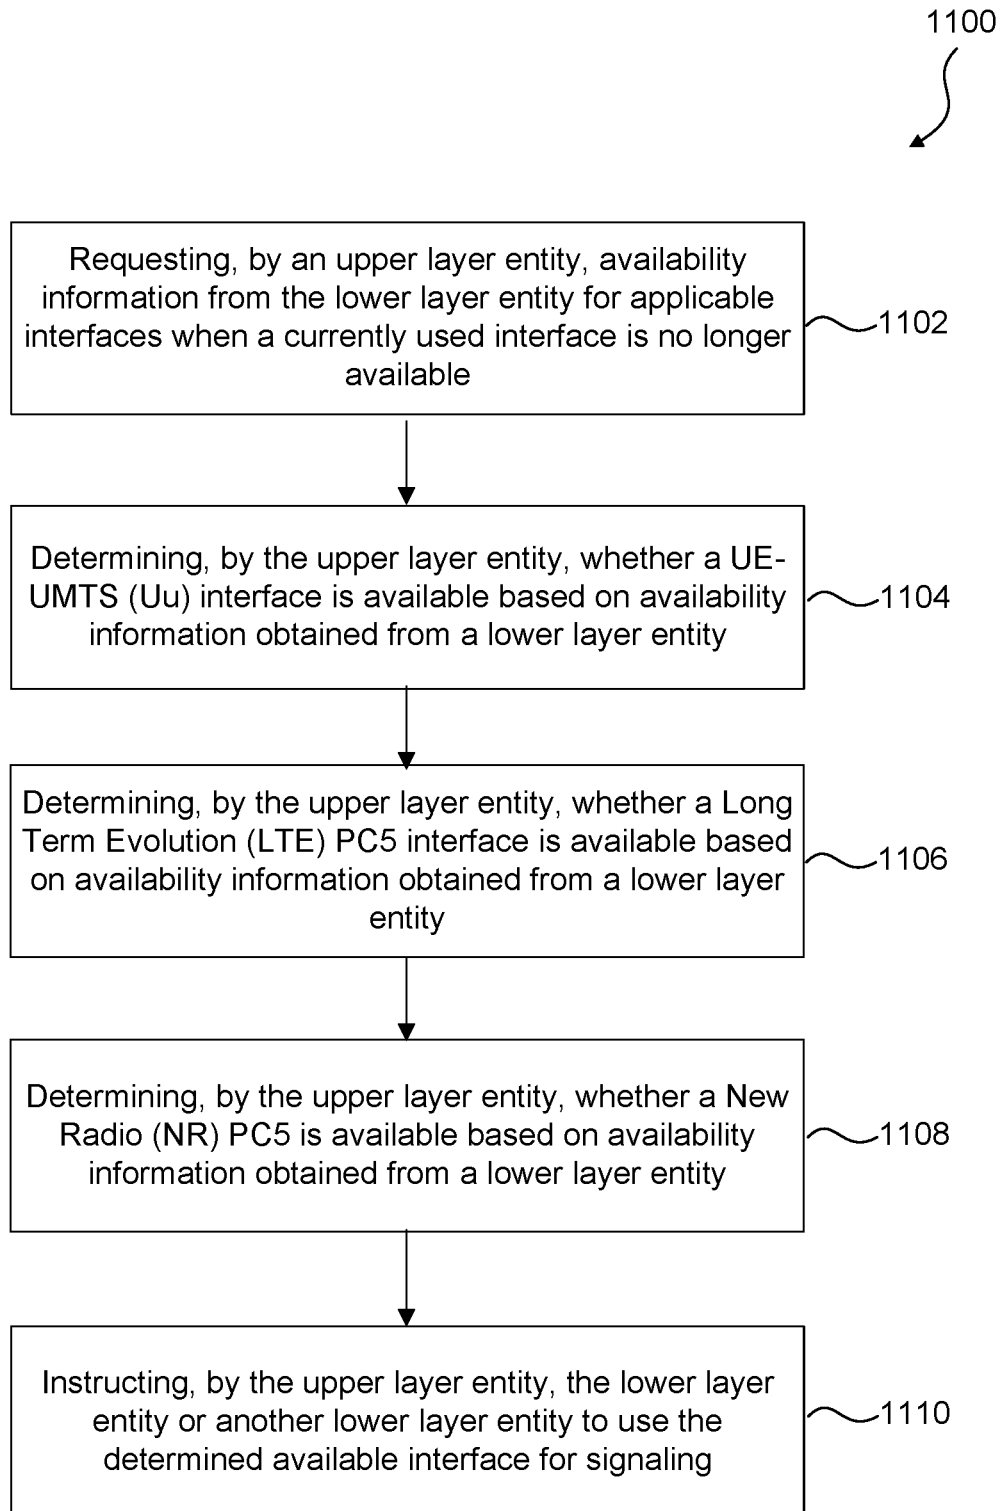 1100
Requesting, by an upper layer entity, availability
information from the lower layer entity for applicable
interfaces when a currently used interface is no longer
available
1102
Determining, by the upper layer entity, whether a UE-
UMTS (Uu) interface is available based on availability
information obtained from a lower layer entity
1104
Determining, by the upper layer entity, whether a Long
Term Evolution (LTE) PC5 interface is available based
on availability information obtained from a lower layer
entity
1106
Determining, by the upper layer entity, whether a New
Radio (NR) PC5 is available based on availability
information obtained from a lower layer entity
1108
Instructing, by the upper layer entity, the lower layer
entity or another lower layer entity to use the
determined available interface for signaling
1110